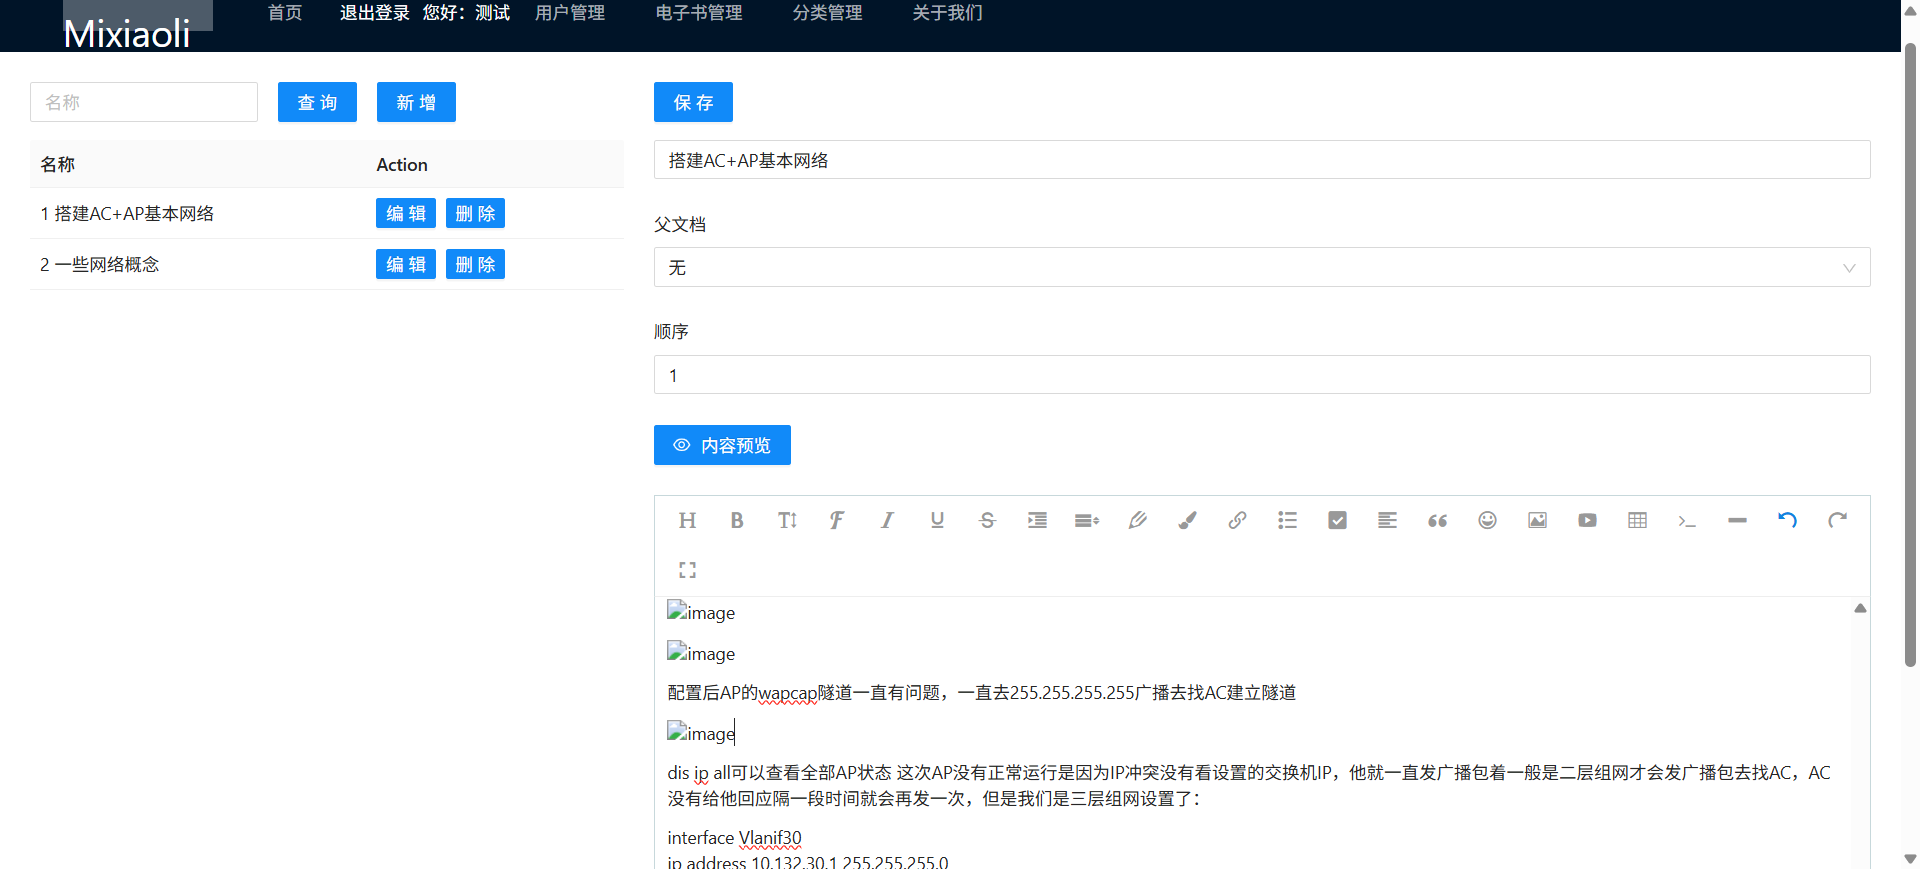 Mixiaoli
首页 退出登录 您好：测试 用户管理 电子书管理 分类管理 关于我们
名称 查 询 新 增
名称 Action
1 搭建AC+AP基本网络 编 辑 删 除
2 一些网络概念 编 辑 删 除
保 存
搭建AC+AP基本网络
父文档
无
顺序
1
内容预览
image
image
配置后AP的wapcap隧道一直有问题，一直去255.255.255.255广播去找AC建立隧道
image
dis ip all可以查看全部AP状态 这次AP没有正常运行是因为IP冲突没有看设置的交换机IP，他就一直发广播包着一般是二层组网才会发广播包去找AC，AC
没有给他回应隔一段时间就会再发一次，但是我们是三层组网设置了：
interface Vlanif30
ip address 10.132.30.1 255.255.255.0